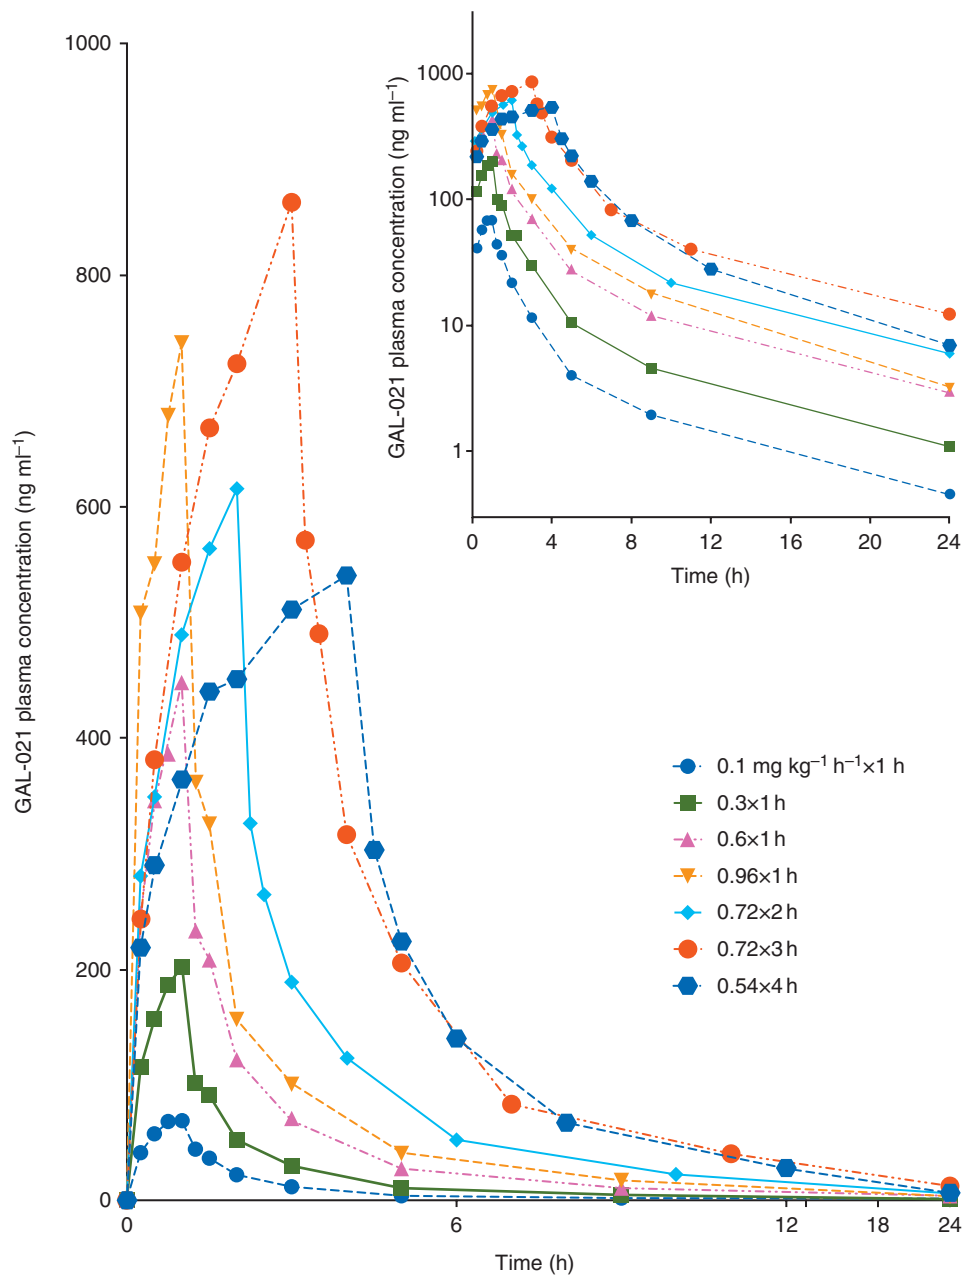 1000
800
600
400
200
0
GAL-021 plasma concentration (ng ml⁻¹)
0
6
12
18
24
Time (h)
1000
100
10
1
GAL-021 plasma concentration (ng ml⁻¹)
0
4
8
12
16
20
24
Time (h)
0.1 mg kg⁻¹ h⁻¹×1 h
0.3×1 h
0.6×1 h
0.96×1 h
0.72×2 h
0.72×3 h
0.54×4 h